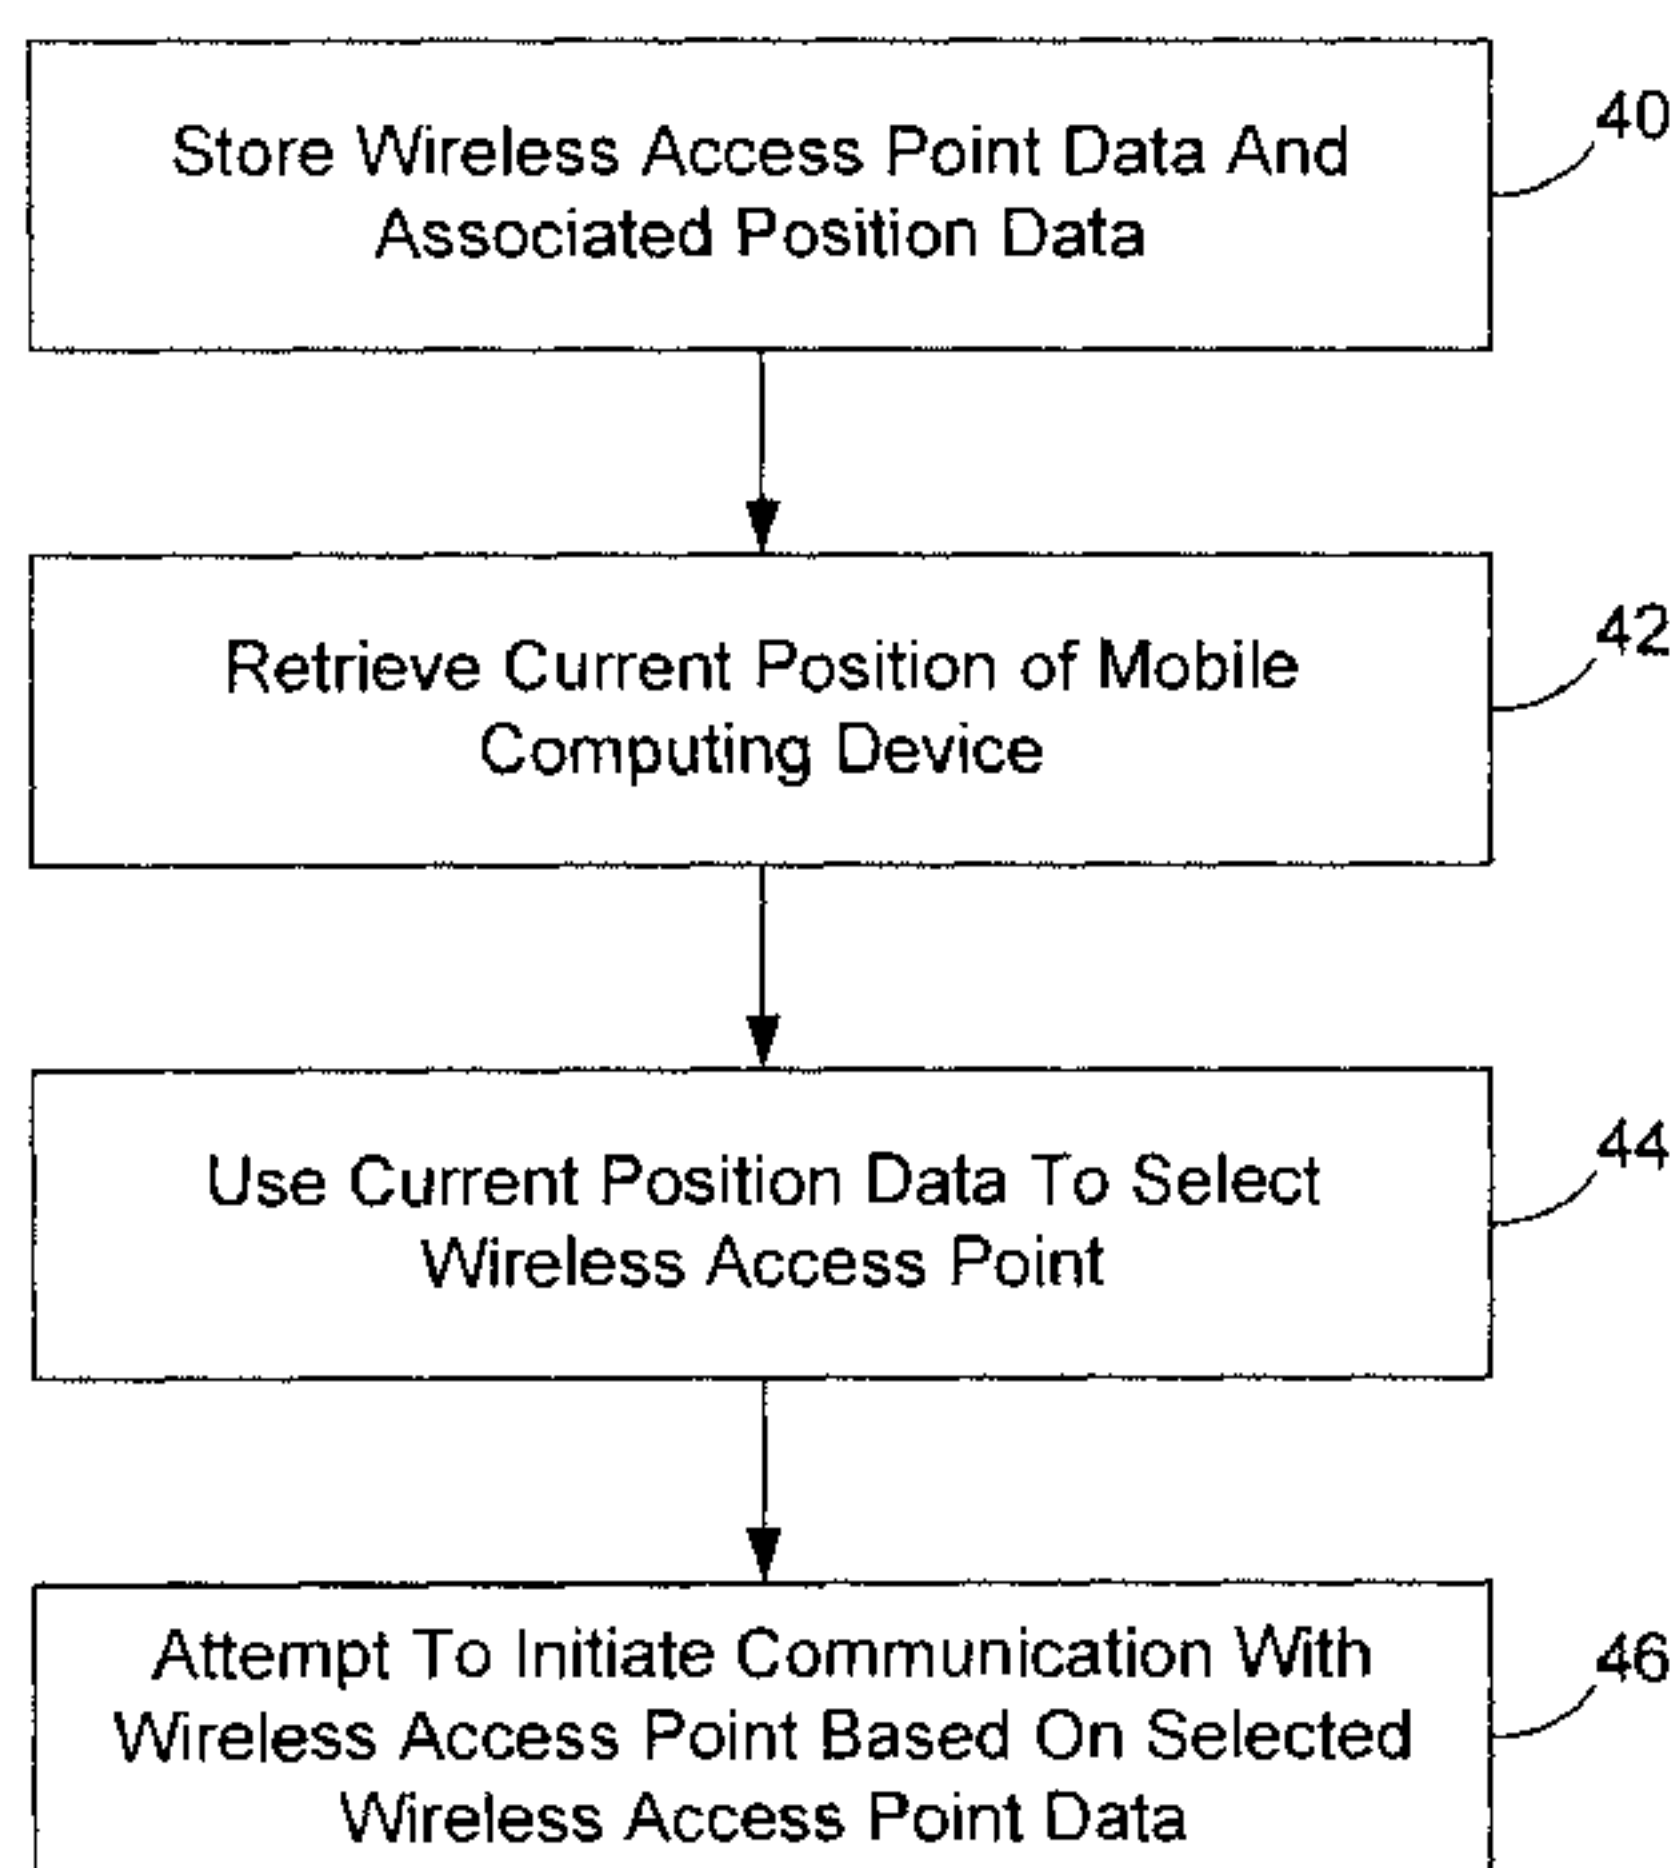 Store Wireless Access Point Data And
Associated Position Data
40
Retrieve Current Position of Mobile
Computing Device
42
Use Current Position Data To Select
Wireless Access Point
44
Attempt To Initiate Communication With
Wireless Access Point Based On Selected
Wireless Access Point Data
46